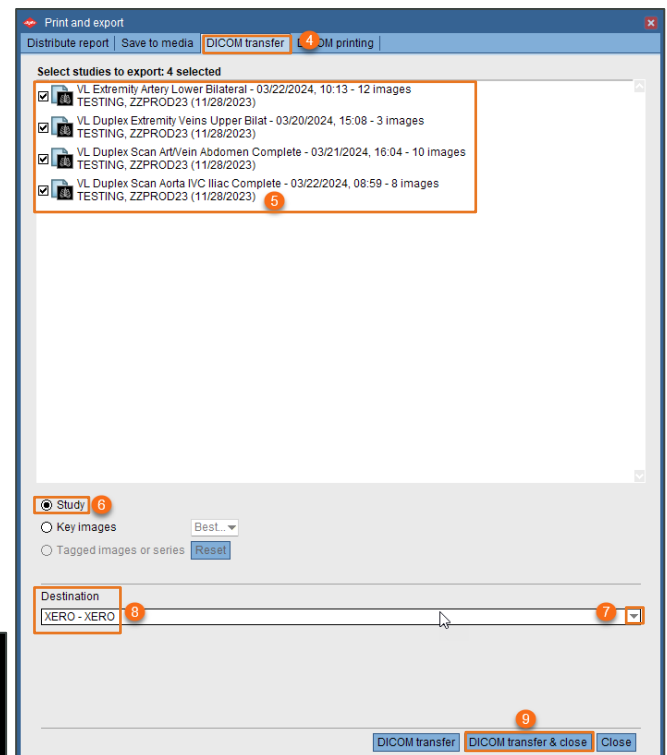 Print and export
Distribute report Save to media DICOM transfer 4 OM printing
Select studies to export: 4 selected
VL Extremity Artery Lower Bilateral - 03/22/2024, 10:13 - 12 images
TESTING, ZZPROD23 (11/28/2023)
VL Duplex Extremity Veins Upper Bilat - 03/20/2024, 15:08 - 3 images
TESTING, ZZPROD23 (11/28/2023)
VL Duplex Scan Art/Vein Abdomen Complete - 03/21/2024, 16:04 - 10 images
TESTING, ZZPROD23 (11/28/2023)
VL Duplex Scan Aorta IVC Iliac Complete - 03/22/2024, 08:59 - 8 images
TESTING, ZZPROD23 (11/28/2023)
5
Study 6
Key images Best...
Tagged images or series Reset
Destination
XERO - XERO 8 7
9
DICOM transfer DICOM transfer & close Close